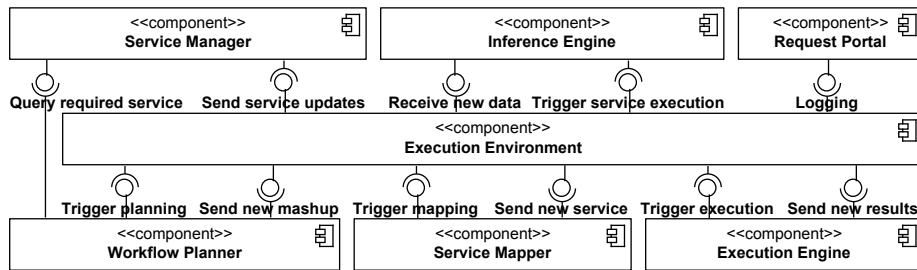 <<component>>
Service Manager
<<component>>
Inference Engine
<<component>>
Request Portal
Query required service
Send service updates
Receive new data
Trigger service execution
Logging
<<component>>
Execution Environment
Trigger planning
Send new mashup
Trigger mapping
Send new service
Trigger execution
Send new results
<<component>>
Workflow Planner
<<component>>
Service Mapper
<<component>>
Execution Engine